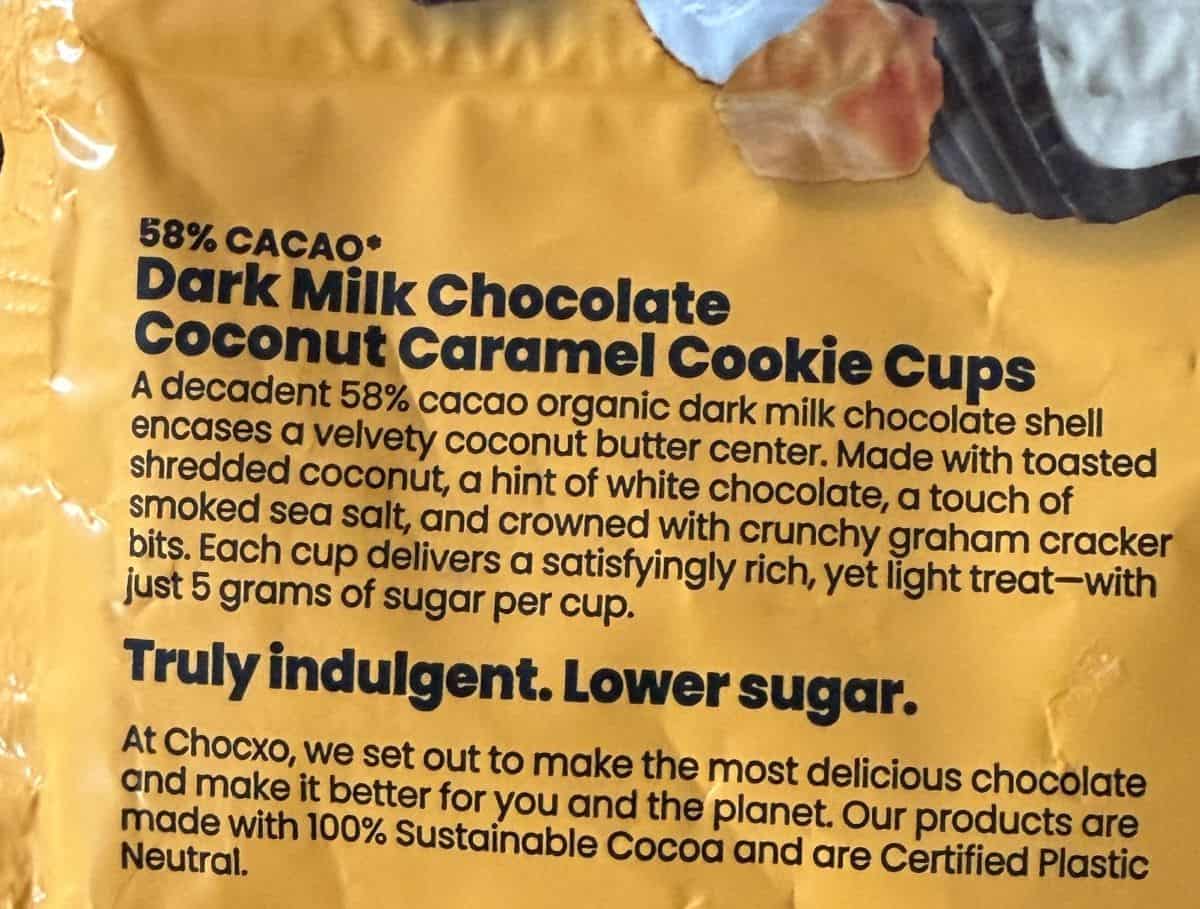 58% CACAO*
Dark Milk Chocolate
Coconut Caramel Cookie Cups
A decadent 58% cacao organic dark milk chocolate shell
encases a velvety coconut butter center. Made with toasted
shredded coconut, a hint of white chocolate, a touch of
smoked sea salt, and crowned with crunchy graham cracker
bits. Each cup delivers a satisfyingly rich, yet light treat—with
just 5 grams of sugar per cup.
Truly indulgent. Lower sugar.
At Chocxo, we set out to make the most delicious chocolate
and make it better for you and the planet. Our products are
made with 100% Sustainable Cocoa and are Certified Plastic
Neutral.